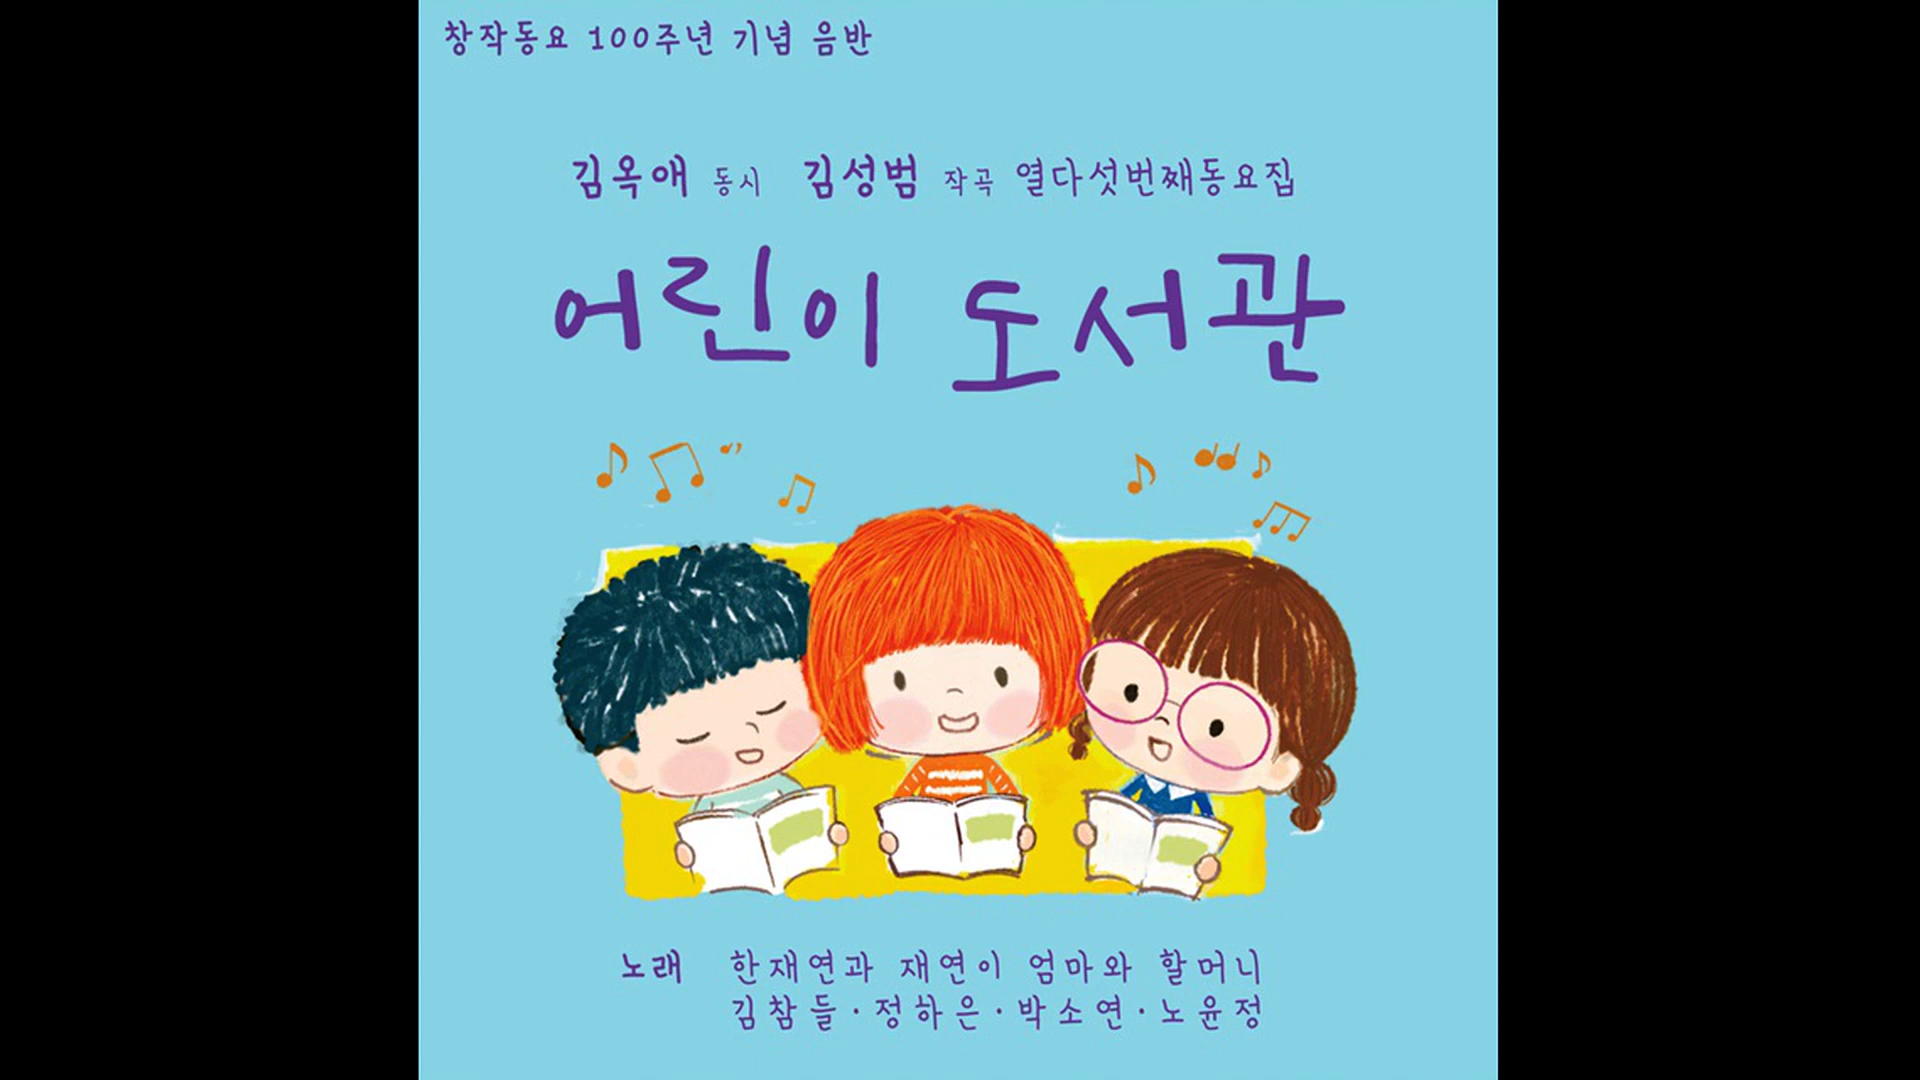 창작동요 100주년 기념 음반
김옥애 동시 김성범 작곡 열다섯번째동요집
어린이 도서관
노래 한재연과 재연이 엄마와 할머니
김참들·정하은·박소연·노윤정